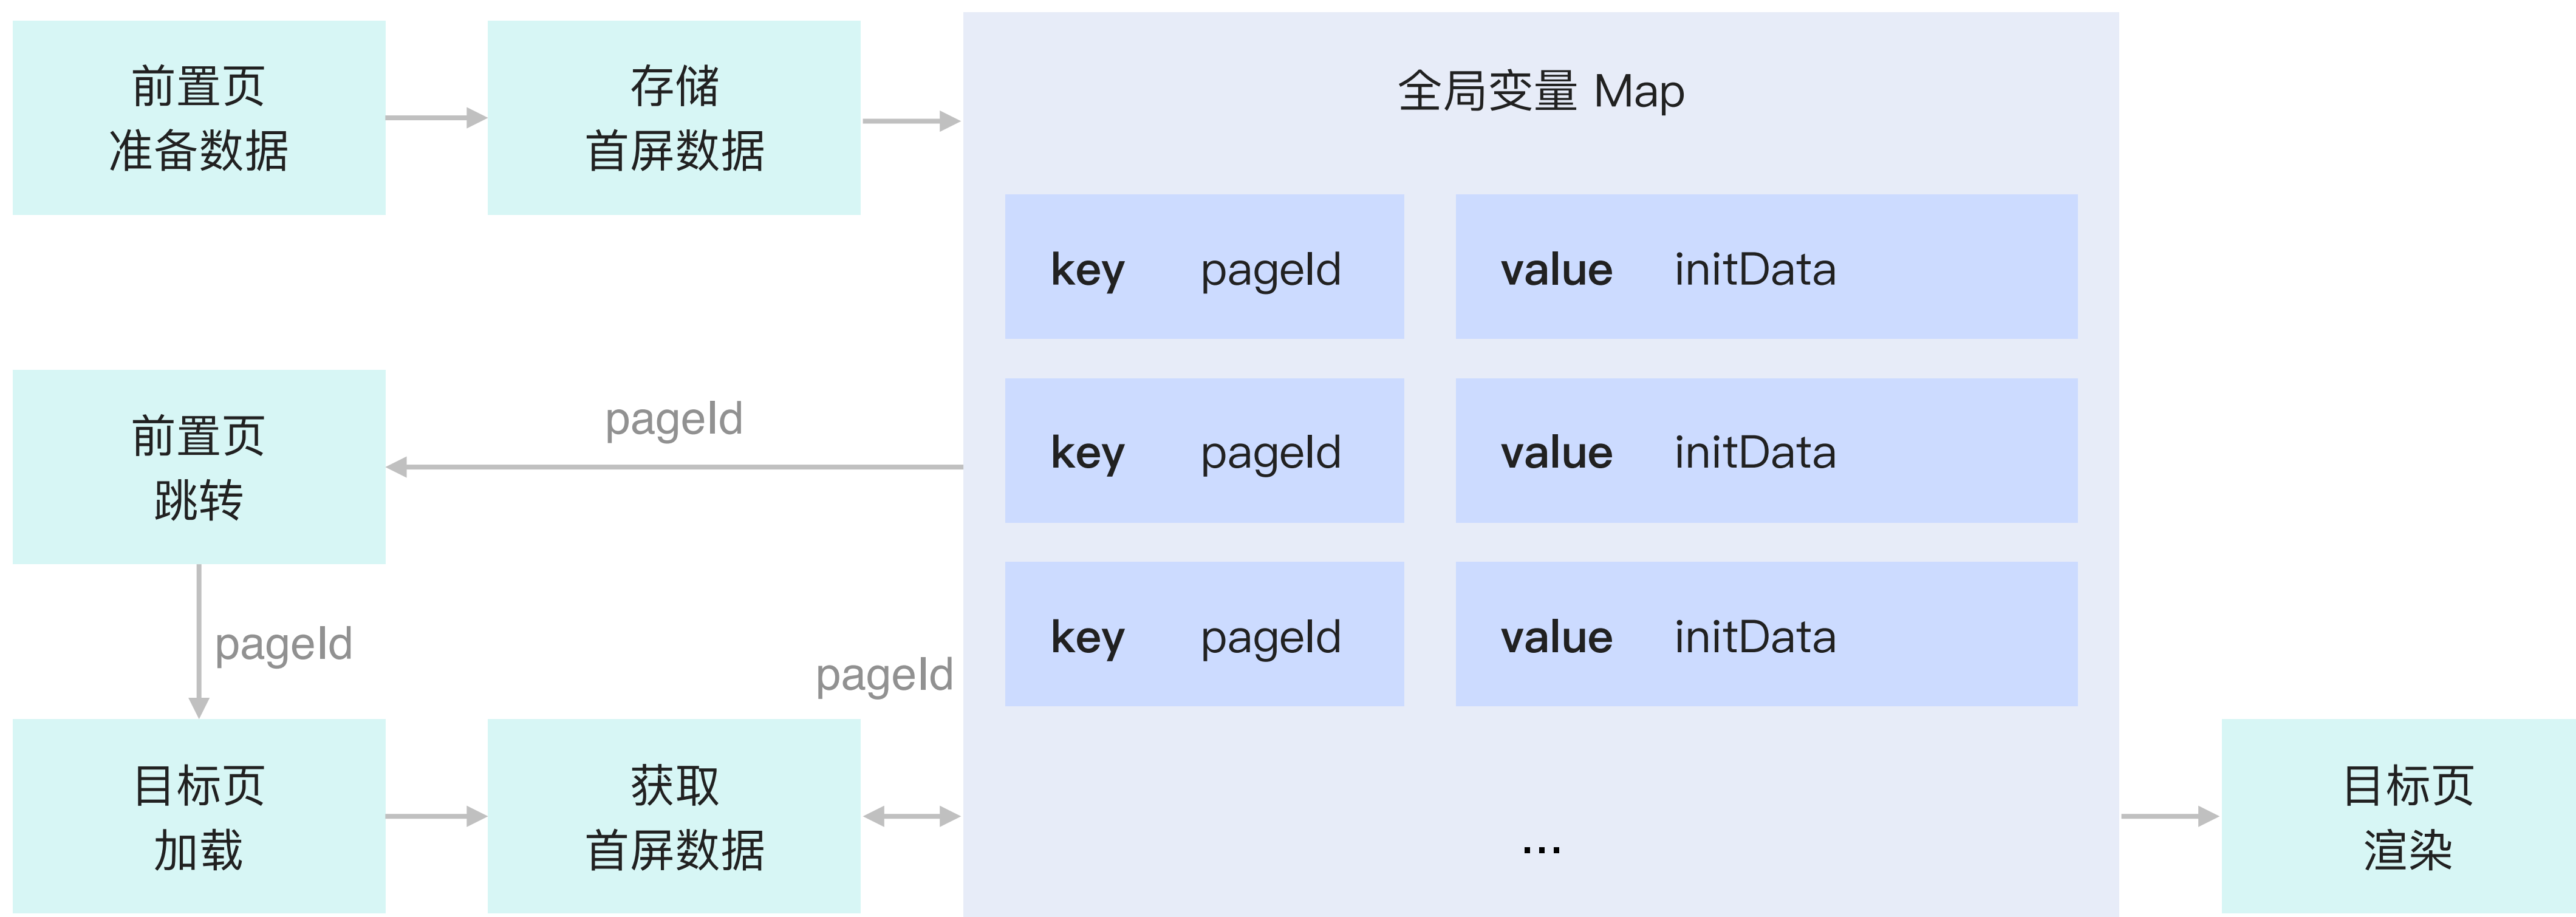 前置页
准备数据
存储
首屏数据
全局变量 Map
key pageId value initData
前置页
跳转
pageId
key pageId value initData
key pageId value initData
pageId
pageId
目标页
加载
获取
首屏数据
...
目标页
渲染